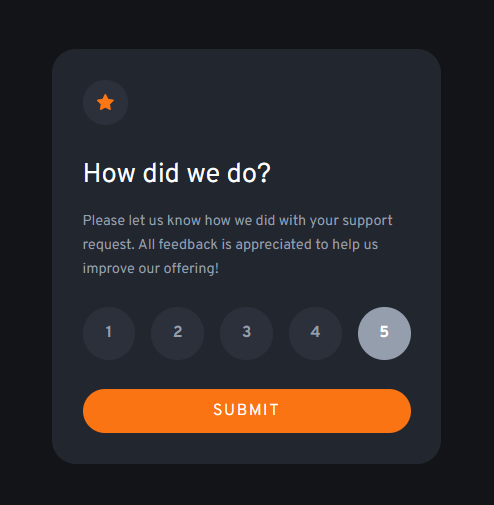 How did we do?
Please let us know how we did with your support
request. All feedback is appreciated to help us
improve our offering!
1 2 3 4 5
SUBMIT